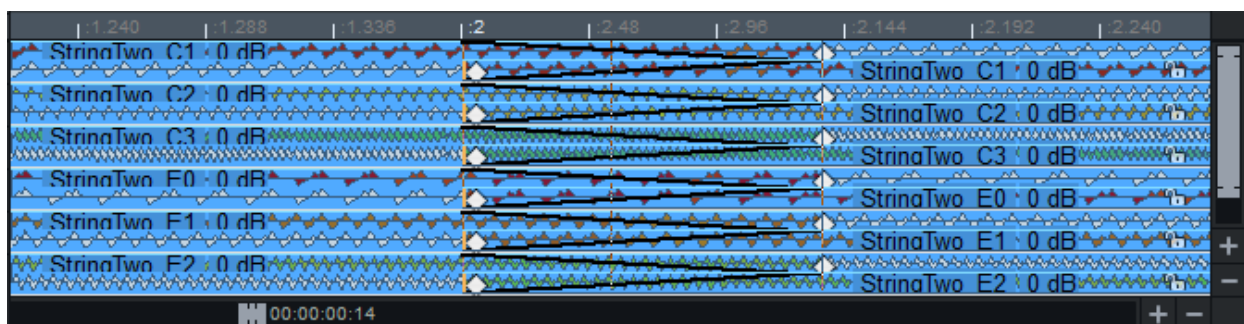 :1.240 :1.288 :1.336 :2 :2.48 :2.96 :2.144 :2.192 :2.240
StringTwo_C1 0 dB
StringTwo_C1 0 dB
StringTwo_C2 0 dB
StringTwo_C2 0 dB
StringTwo_C3 0 dB
StringTwo_C3 0 dB
StringTwo_E0 0 dB
StringTwo_E0 0 dB
StringTwo_E1 0 dB
StringTwo_E1 0 dB
StringTwo_E2 0 dB
StringTwo_E2 0 dB
00:00:00:14